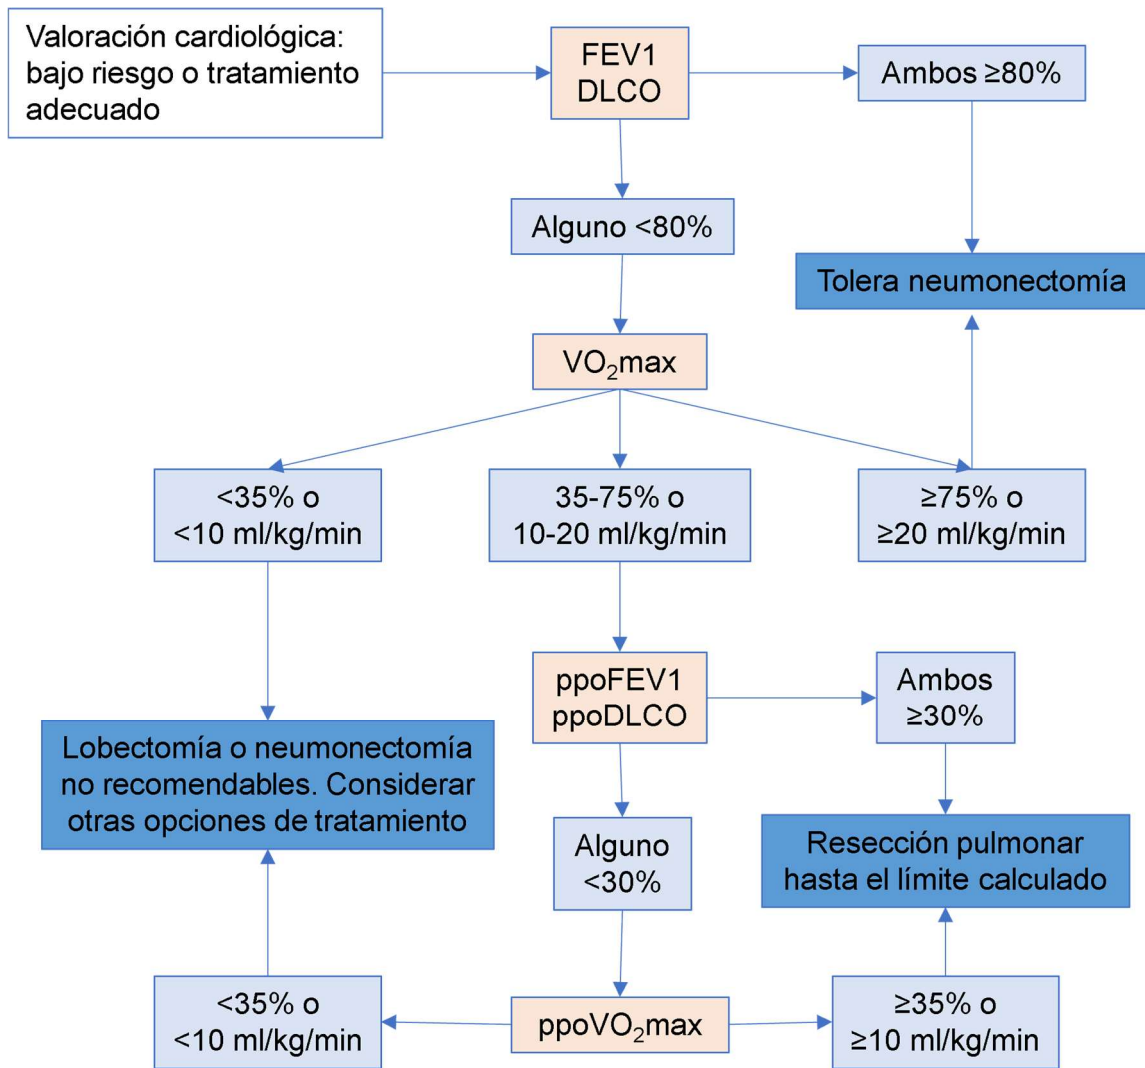 Valoración cardiológica:
bajo riesgo o tratamiento
adecuado
FEV1
DLCO
Ambos ≥80%
Alguno <80%
Tolera neumonectomía
VO₂max
<35% o
<10 ml/kg/min
35-75% o
10-20 ml/kg/min
≥75% o
≥20 ml/kg/min
ppoFEV1
ppoDLCO
Ambos
≥30%
Lobectomía o neumonectomía
no recomendables. Considerar
otras opciones de tratamiento
Alguno
<30%
Resección pulmonar
hasta el límite calculado
<35% o
<10 ml/kg/min
ppoVO₂max
≥35% o
≥10 ml/kg/min